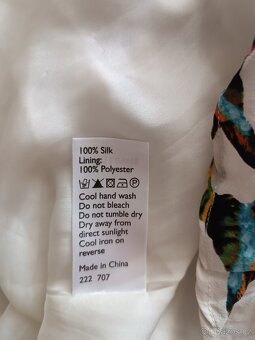 100% Silk
Lining:
100% Polyester
Cool hand wash
Do not bleach
Do not tumble dry
Dry away from
direct sunlight
Cool iron on
reverse
Made in China
222 707